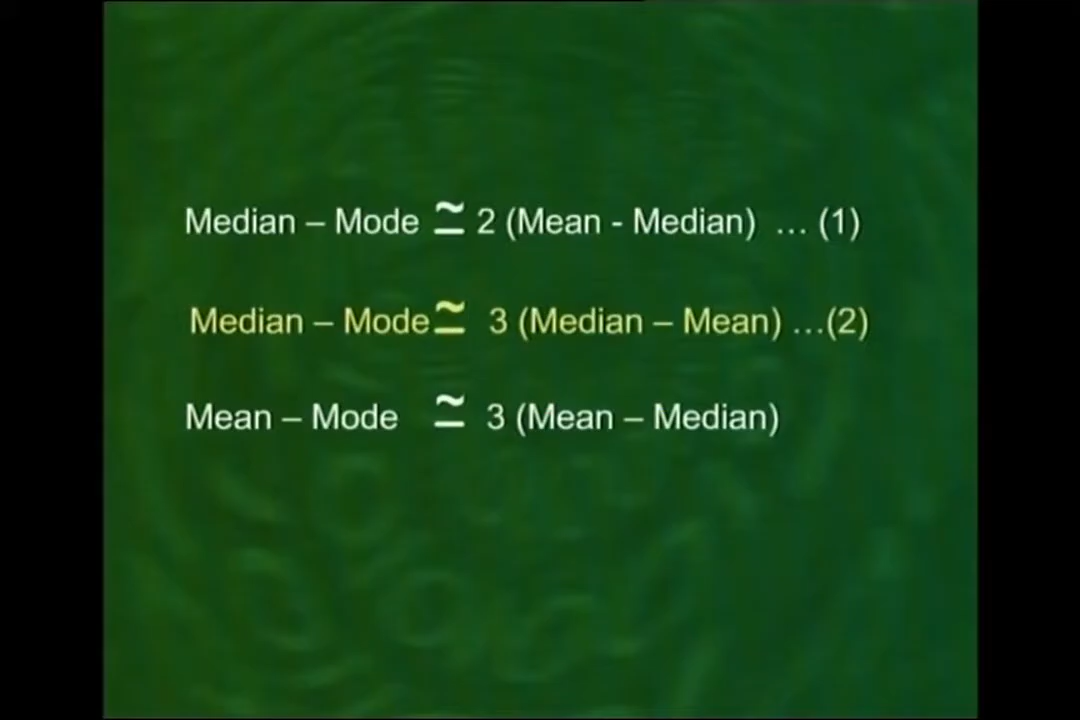 Median – Mode ≃ 2 (Mean - Median) … (1)
Median – Mode ≃ 3 (Median – Mean) …(2)
Mean – Mode ≃ 3 (Mean – Median)